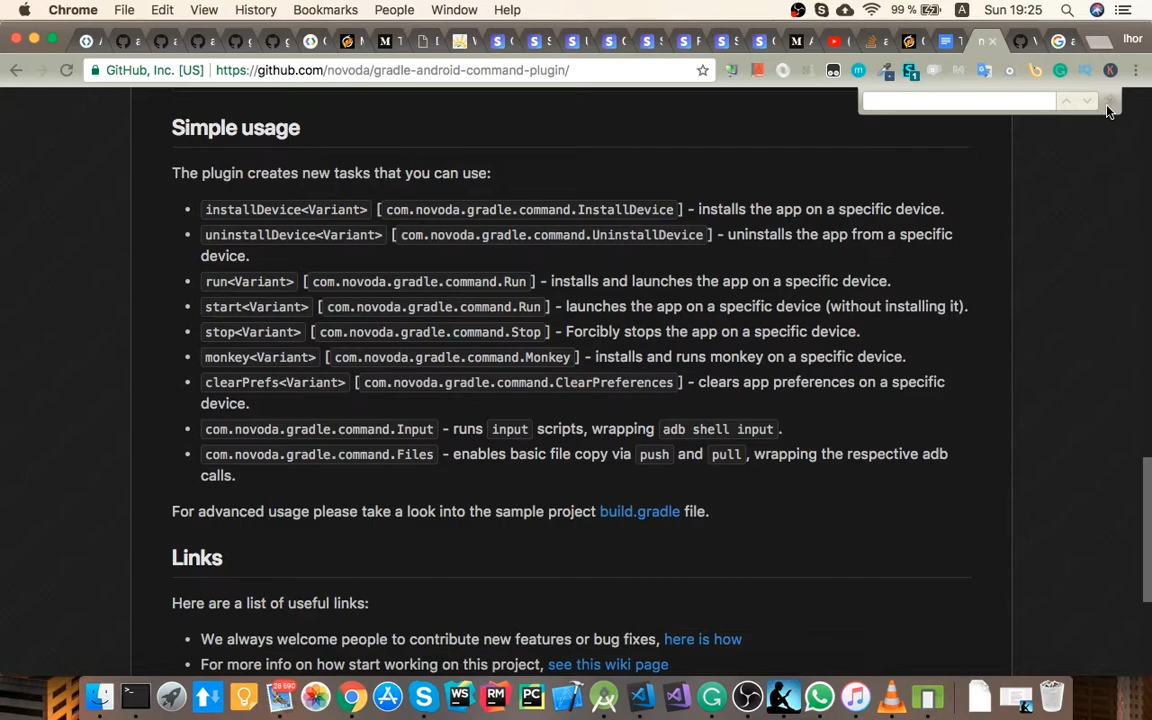 Chrome File Edit View History Bookmarks People Window Help 99 % A Sun 19:25
Ihor
GitHub, Inc. [US] https://github.com/novoda/gradle-android-command-plugin/
Simple usage
The plugin creates new tasks that you can use:
• installDevice<Variant> [ com.novoda.gradle.command.InstallDevice ] - installs the app on a specific device.
• uninstallDevice<Variant> [ com.novoda.gradle.command.UninstallDevice ] - uninstalls the app from a specific
device.
• run<Variant> [ com.novoda.gradle.command.Run ] - installs and launches the app on a specific device.
• start<Variant> [ com.novoda.gradle.command.Run ] - launches the app on a specific device (without installing it).
• stop<Variant> [ com.novoda.gradle.command.Stop ] - Forcibly stops the app on a specific device.
• monkey<Variant> [ com.novoda.gradle.command.Monkey ] - installs and runs monkey on a specific device.
• clearPrefs<Variant> [ com.novoda.gradle.command.ClearPreferences ] - clears app preferences on a specific
device.
• com.novoda.gradle.command.Input - runs input scripts, wrapping adb shell input.
• com.novoda.gradle.command.Files - enables basic file copy via push and pull, wrapping the respective adb
calls.
For advanced usage please take a look into the sample project build.gradle file.
Links
Here are a list of useful links:
• We always welcome people to contribute new features or bug fixes, here is how
• For more info on how start working on this project, see this wiki page